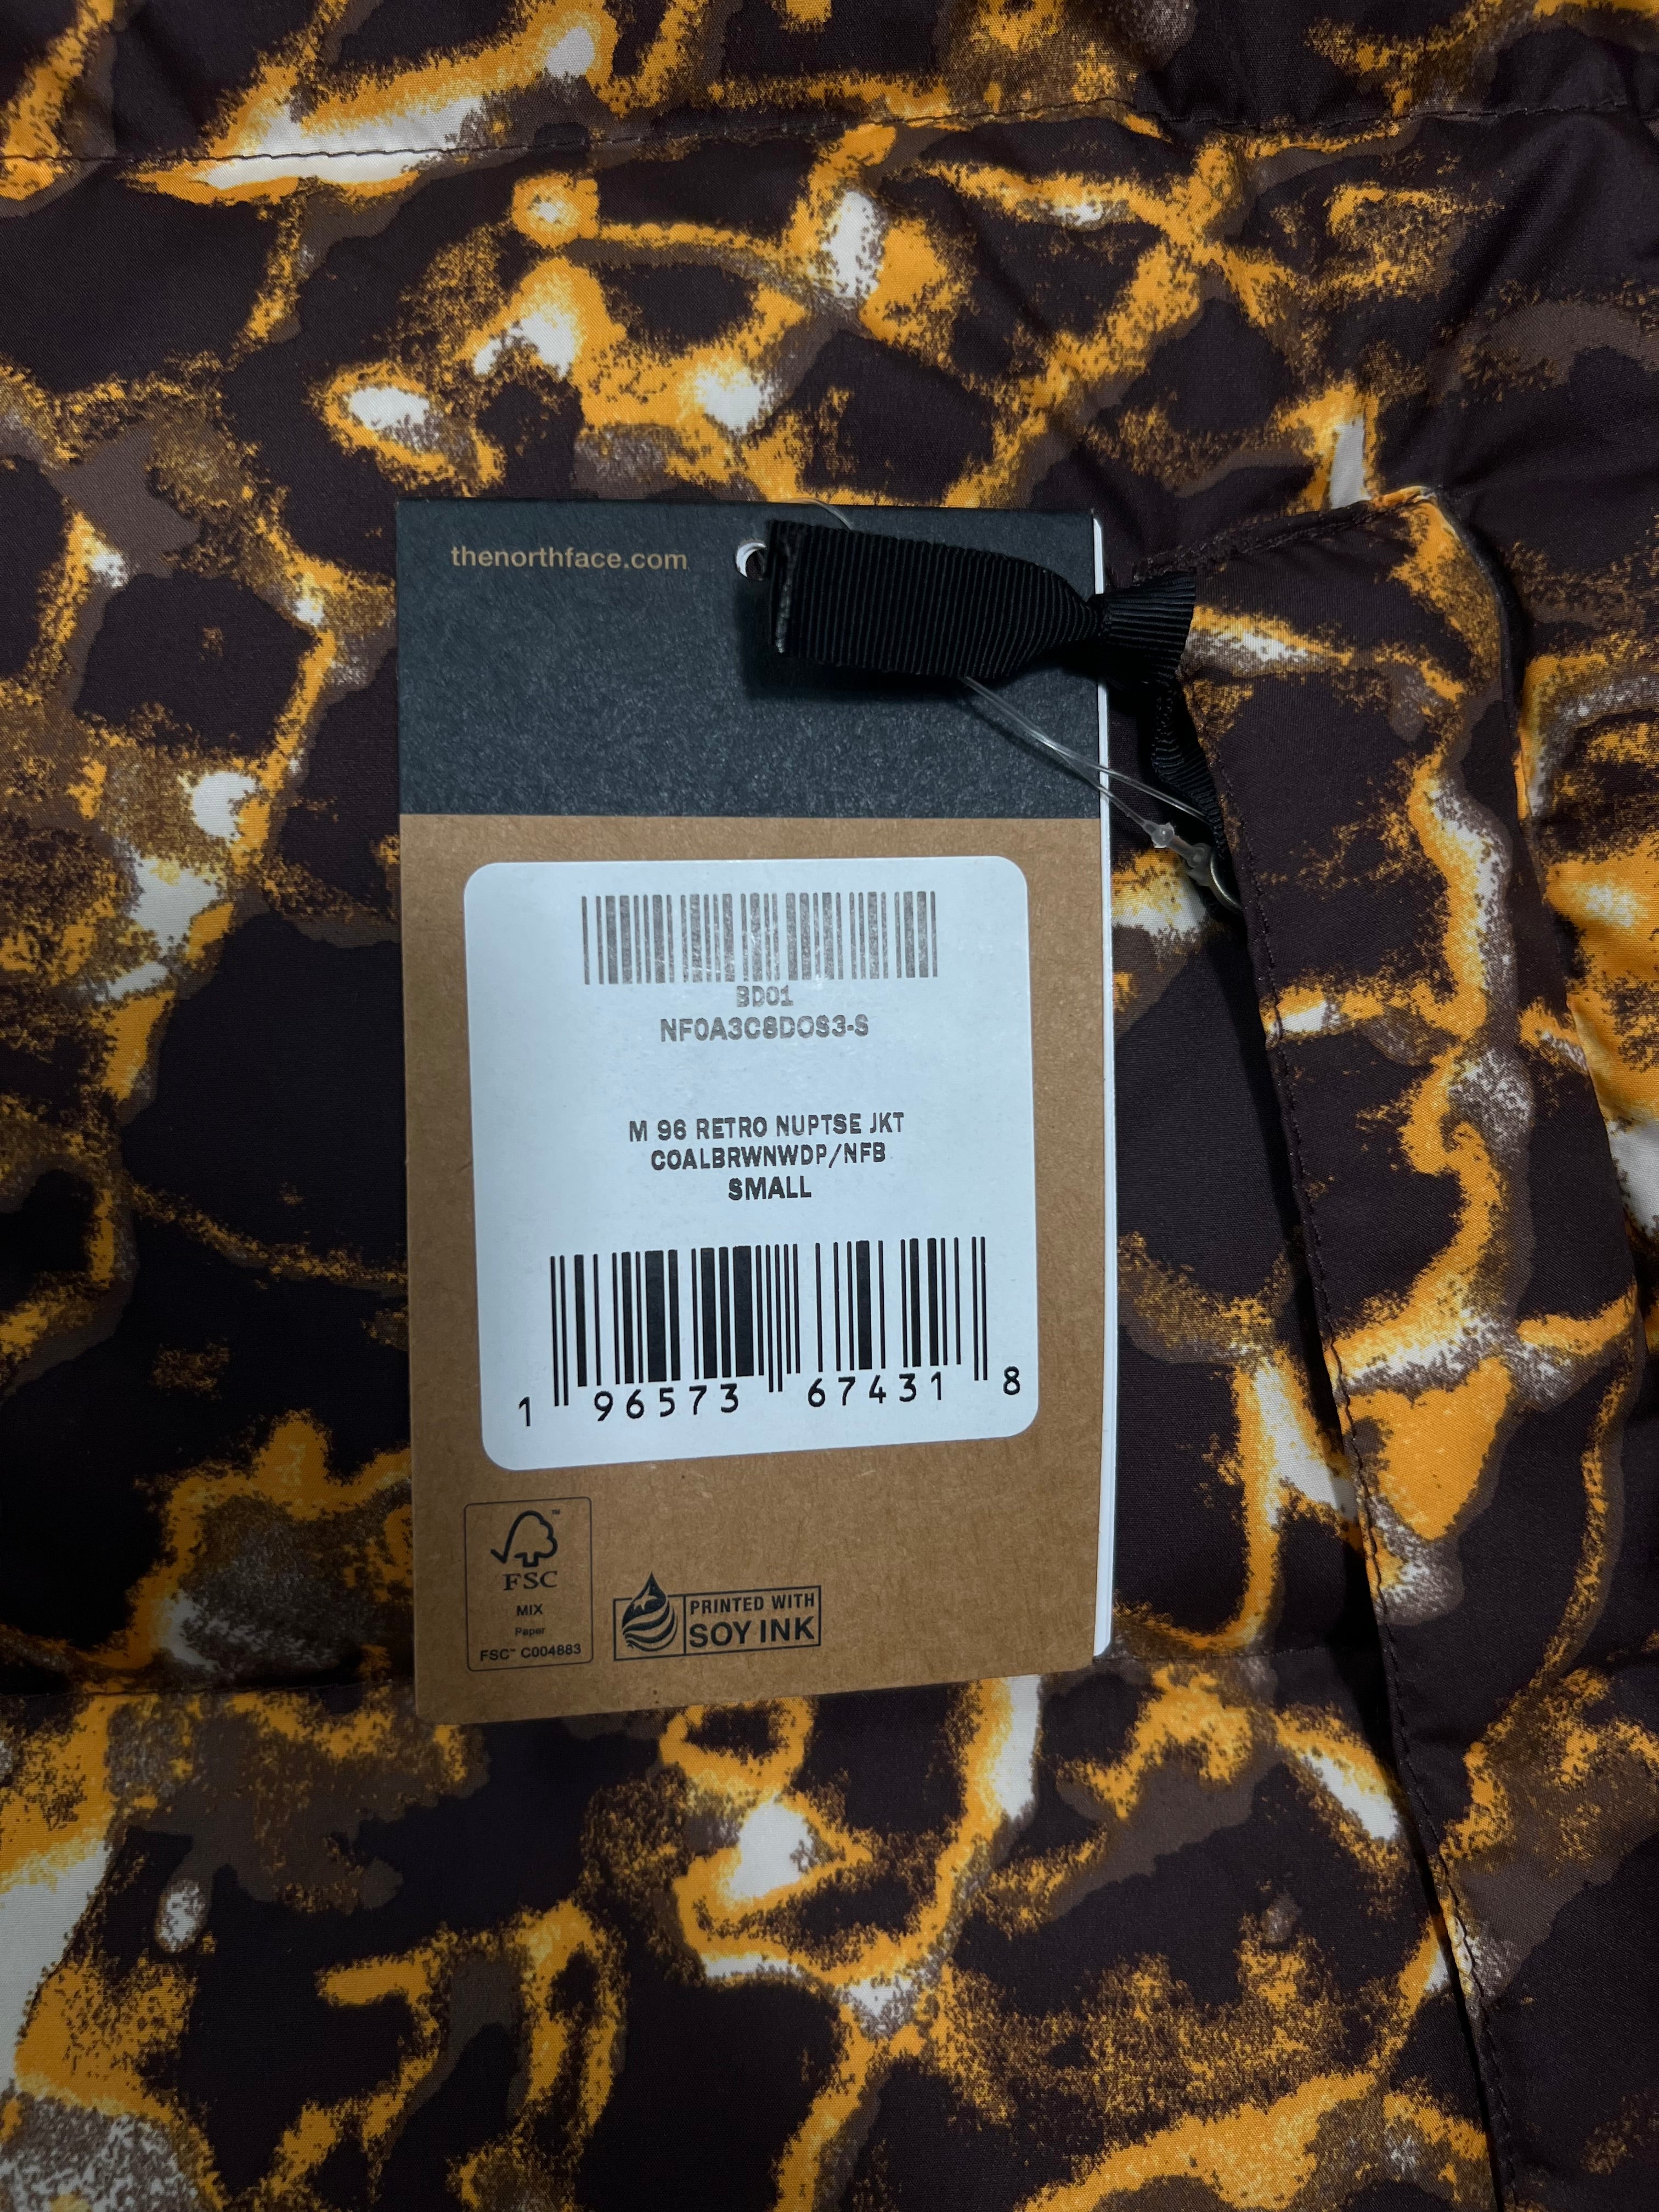 thenorthface.com
BD01
NF0A3C8DOS3-S
M 96 RETRO NUPTSE JKT
COALBRWNWDP/NFB
SMALL
1 96573 67431 8
FSC™
MIX
Paper
FSC™ C004883
PRINTED WITH
SOY INK